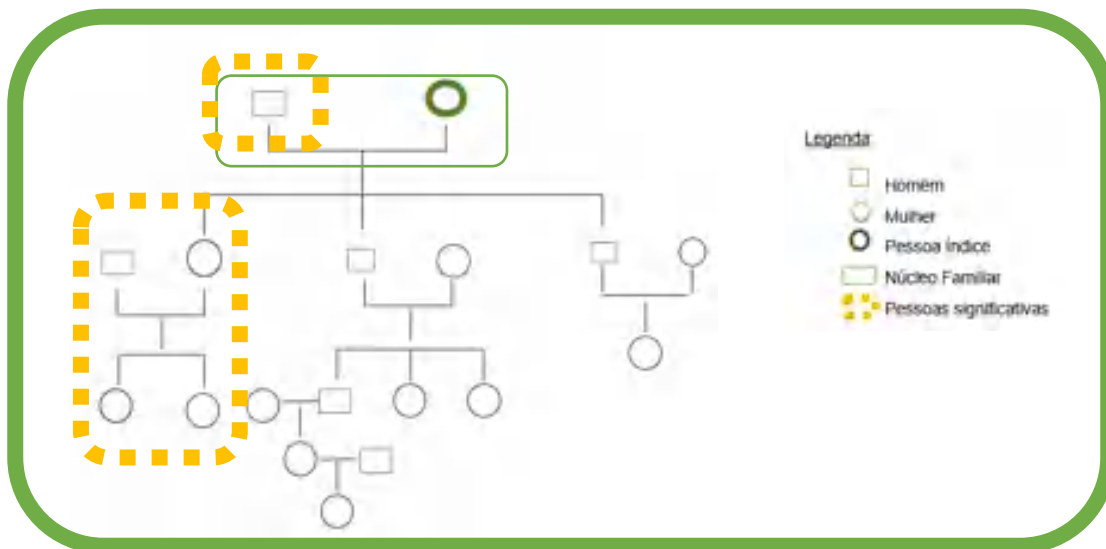 Legenda
Homem
Mulher
Pessoa Índice
Núcleo Familiar
Pessoas significativas